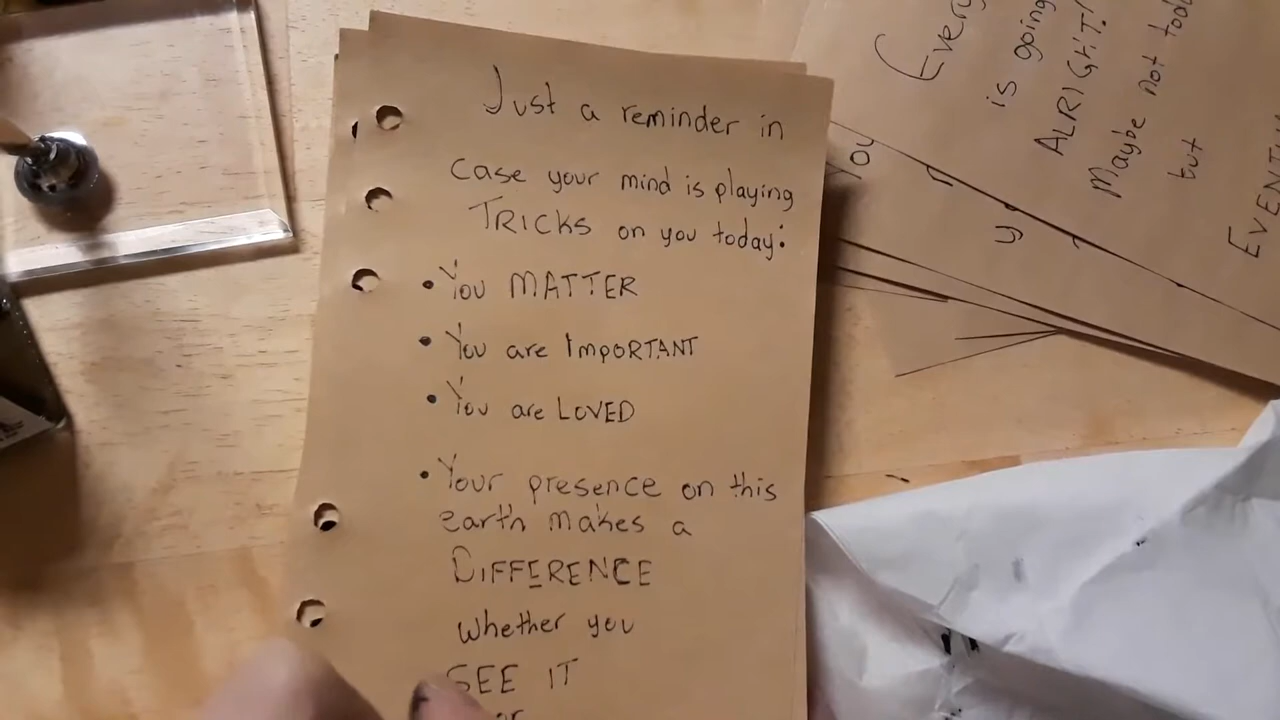 Just a reminder in
case your mind is playing
TRICKS on you today:
• You MATTER
• You are IMPORTANT
• You are LOVED
• Your presence on this
earth makes a
DIFFERENCE
whether you
SEE IT
or
Every
is going
ALRIGHT!
Maybe not
but
You
y